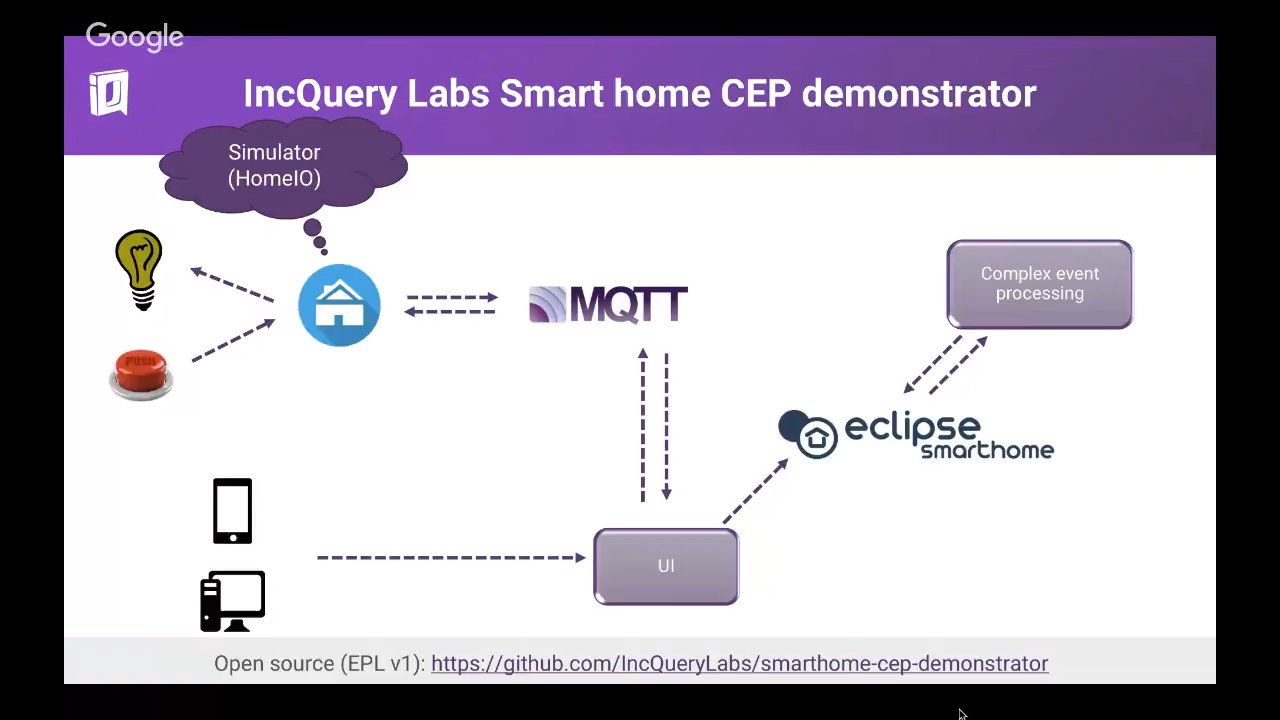 Google
IncQuery Labs Smart home CEP demonstrator
Simulator
(HomeIO)
PUSH
MQTT
Complex event
processing
eclipse
smarthome
UI
Open source (EPL v1): https://github.com/IncQueryLabs/smarthome-cep-demonstrator